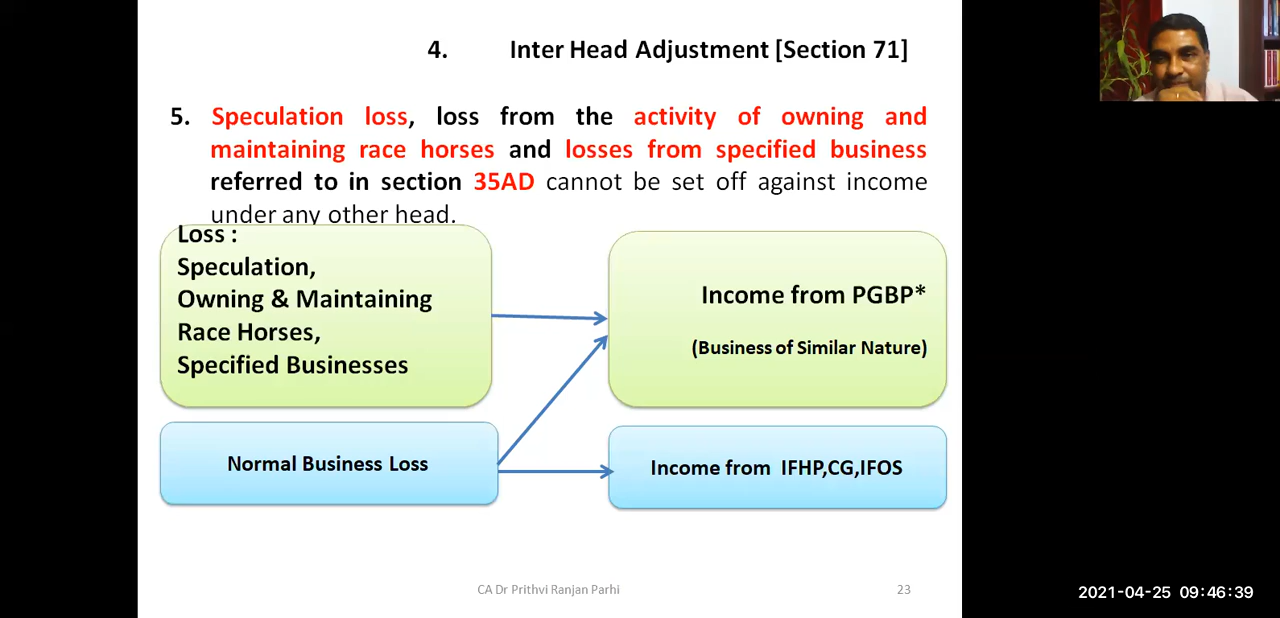 4. Inter Head Adjustment [Section 71]
5. Speculation loss, loss from the activity of owning and
maintaining race horses and losses from specified business
referred to in section 35AD cannot be set off against income
under any other head.
Loss :
Speculation,
Owning & Maintaining
Race Horses,
Specified Businesses
Income from PGBP*
(Business of Similar Nature)
Normal Business Loss
Income from IFHP,CG,IFOS
CA Dr Prithvi Ranjan Parhi
23
2021-04-25 09:46:39